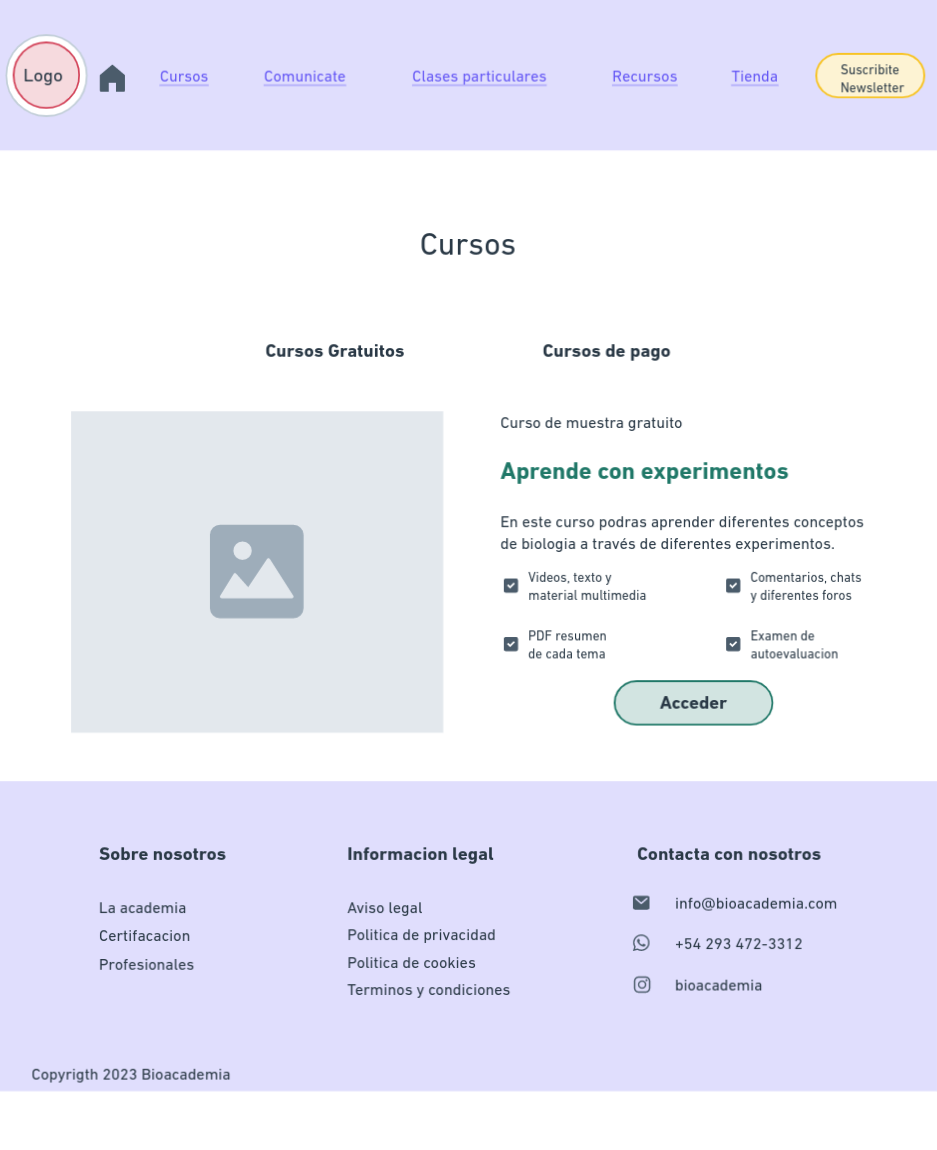 Logo
Cursos
Comunicate
Clases particulares
Recursos
Tienda
Suscribite
Newsletter
Cursos
Cursos Gratuitos
Cursos de pago
Curso de muestra gratuito
Aprende con experimentos
En este curso podras aprender diferentes conceptos
de biologia a través de diferentes experimentos.
Videos, texto y
material multimedia
Comentarios, chats
y diferentes foros
PDF resumen
de cada tema
Examen de
autoevaluacion
Acceder
Sobre nosotros
La academia
Certifacacion
Profesionales
Informacion legal
Aviso legal
Politica de privacidad
Politica de cookies
Terminos y condiciones
Contacta con nosotros
info@bioacademia.com
+54 293 472-3312
bioacademia
Copyrigth 2023 Bioacademia